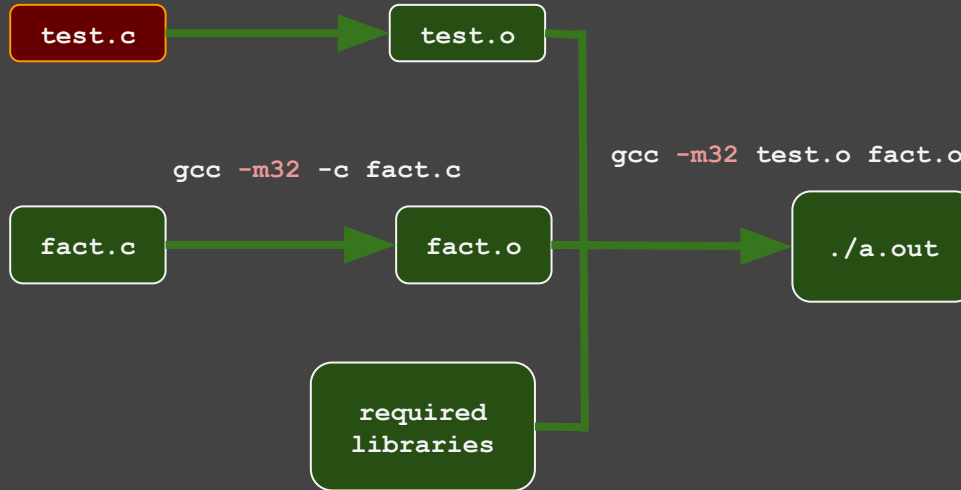 test.c
test.o
gcc -m32 -c fact.c
gcc -m32 test.o fact.o
fact.c
fact.o
./a.out
required
libraries